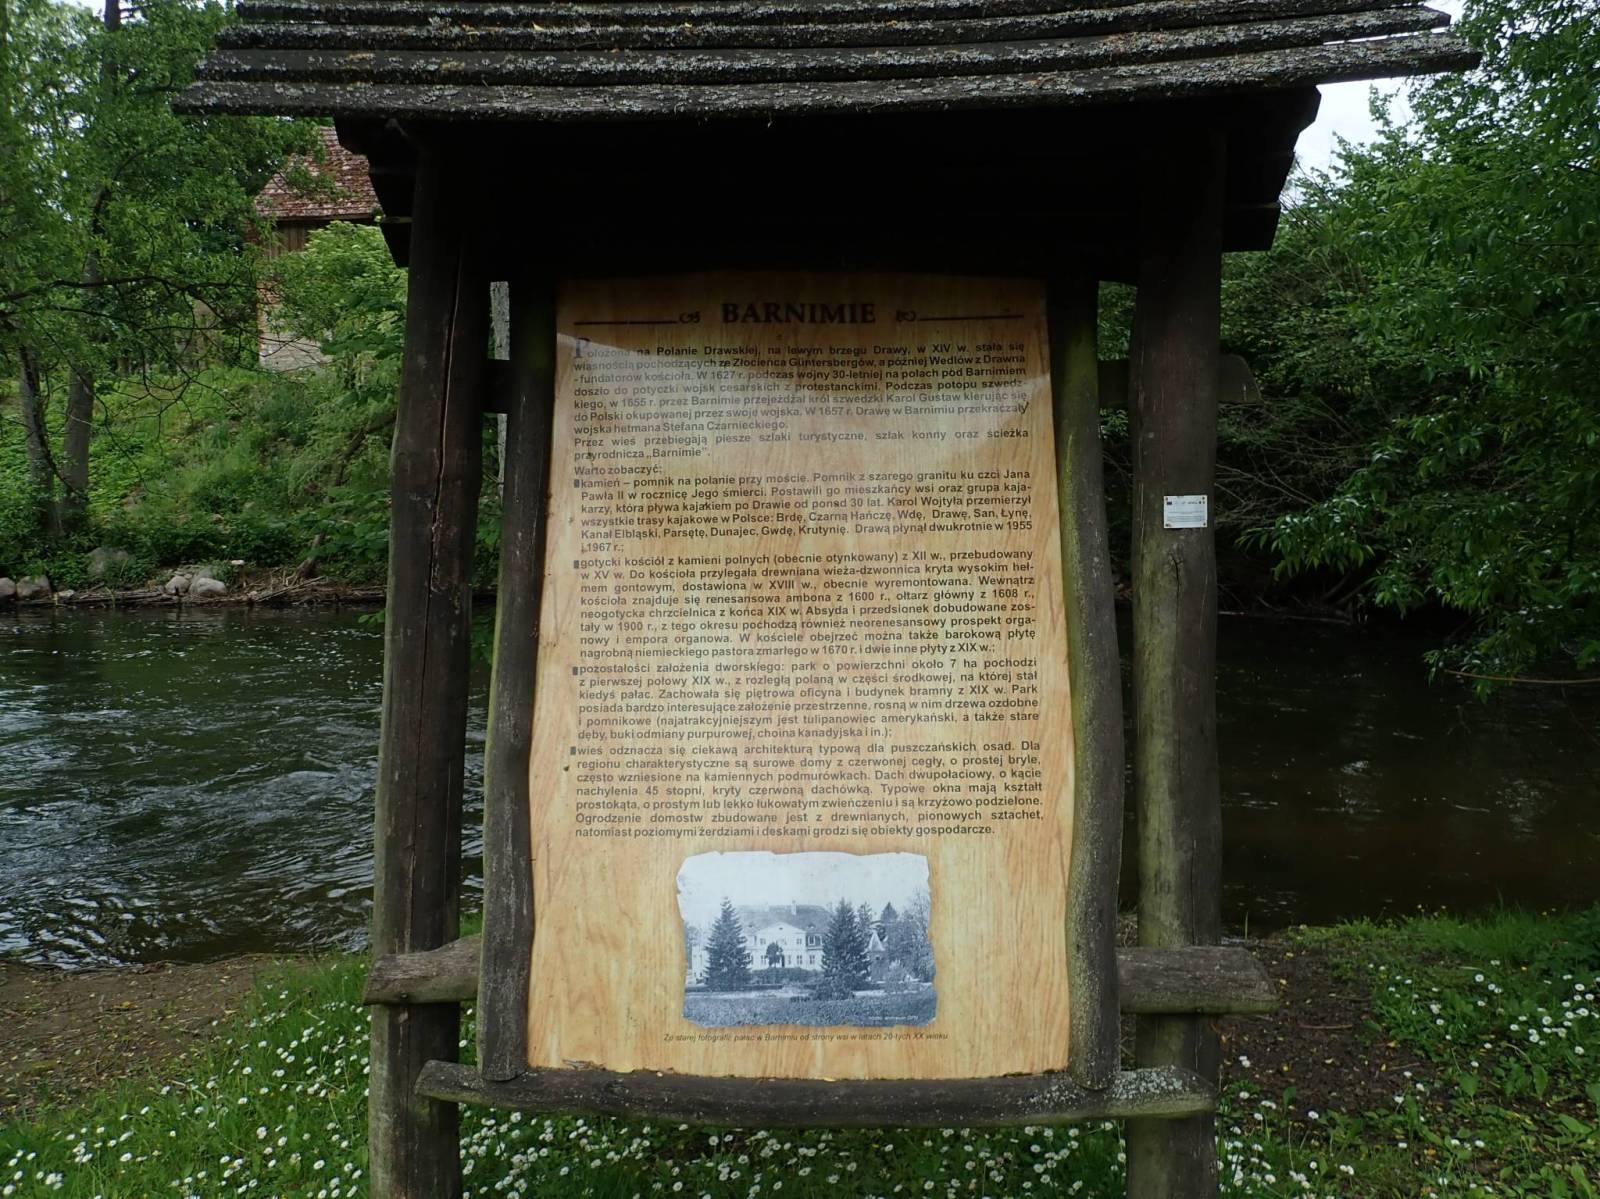 BARNIMIE
Położona na Polanie Drawskiej, na lewym brzegu Drawy, w XIV w. stała się
własnością pochodzących ze Złocieńca Güntersbergów, a później Wedlów z Drawna
-fundatorów kościoła. W 1627 r. podczas wojny 30-letniej na polach pod Barnimiem
doszło do potyczki wojsk cesarskich z protestanckimi. Podczas potopu szwedz-
kiego, w 1655 r. przez Barnimie przejeżdżał król szwedzki Karol Gustaw kierując się
do Polski okupowanej przez swoje wojska. W 1657 r. Drawę w Barnimiu przekraczały
wojska hetmana Stefana Czarnieckiego.
Przez wieś przebiegają piesze szlaki turystyczne, szlak konny oraz ścieżka
przyrodnicza „Barnimie".
Warto zobaczyć:
kamień – pomnik na polanie przy moście. Pomnik z szarego granitu ku czci Jana
Pawła II w rocznicę Jego śmierci. Postawili go mieszkańcy wsi oraz grupa kaja-
karzy, która pływa kajakiem po Drawie od ponad 30 lat. Karol Wojtyła przemierzył
wszystkie trasy kajakowe w Polsce: Brdę, Czarną Hańczę, Wdę, Drawę, San, Łynę,
Kanał Elbląski, Parsętę, Dunajec, Gwdę, Krutynię. Drawą płynął dwukrotnie w 1955
i 1967 r.;
gotycki kościół z kamieni polnych (obecnie otynkowany) z XII w., przebudowany
w XV w. Do kościoła przylegała drewniana wieża-dzwonnica kryta wysokim heł-
mem gontowym, dostawiona w XVIII w., obecnie wyremontowana. Wewnątrz
kościoła znajduje się renesansowa ambona z 1600 r., ołtarz główny z 1608 r.,
neogotycka chrzcielnica z końca XIX w. Absyda i przedsionek dobudowane zos-
tały w 1900 r., z tego okresu pochodzą również neorenesansowy prospekt orga-
nowy i empora organowa. W kościele obejrzeć można także barokową płytę
nagrobną niemieckiego pastora zmarłego w 1670 r. i dwie inne płyty z XIX w.;
pozostałości założenia dworskiego: park o powierzchni około 7 ha pochodzi
z pierwszej połowy XIX w., z rozległą polaną w części środkowej, na której stał
kiedyś pałac. Zachowała się piętrowa oficyna i budynek bramny z XIX w. Park
posiada bardzo interesujące założenie przestrzenne, rosną w nim drzewa ozdobne
i pomnikowe (najatrakcyjniejszym jest tulipanowiec amerykański, a także stare
dęby, buki odmiany purpurowej, choina kanadyjska i in.);
wieś odznacza się ciekawą architekturą typową dla puszczańskich osad. Dla
regionu charakterystyczne są surowe domy z czerwonej cegły, o prostej bryle,
często wzniesione na kamiennych podmurówkach. Dach dwupołaciowy, o kącie
nachylenia 45 stopni, kryty czerwoną dachówką. Typowe okna mają kształt
prostokąta, o prostym lub lekko łukowatym zwieńczeniu i są krzyżowo podzielone.
Ogrodzenie domostw zbudowane jest z drewnianych, pionowych sztachet,
natomiast poziomymi żerdziami i deskami grodzi się obiekty gospodarcze.
Ze starej fotografii: pałac w Barnimiu od strony wsi w latach 20-tych XX wieku